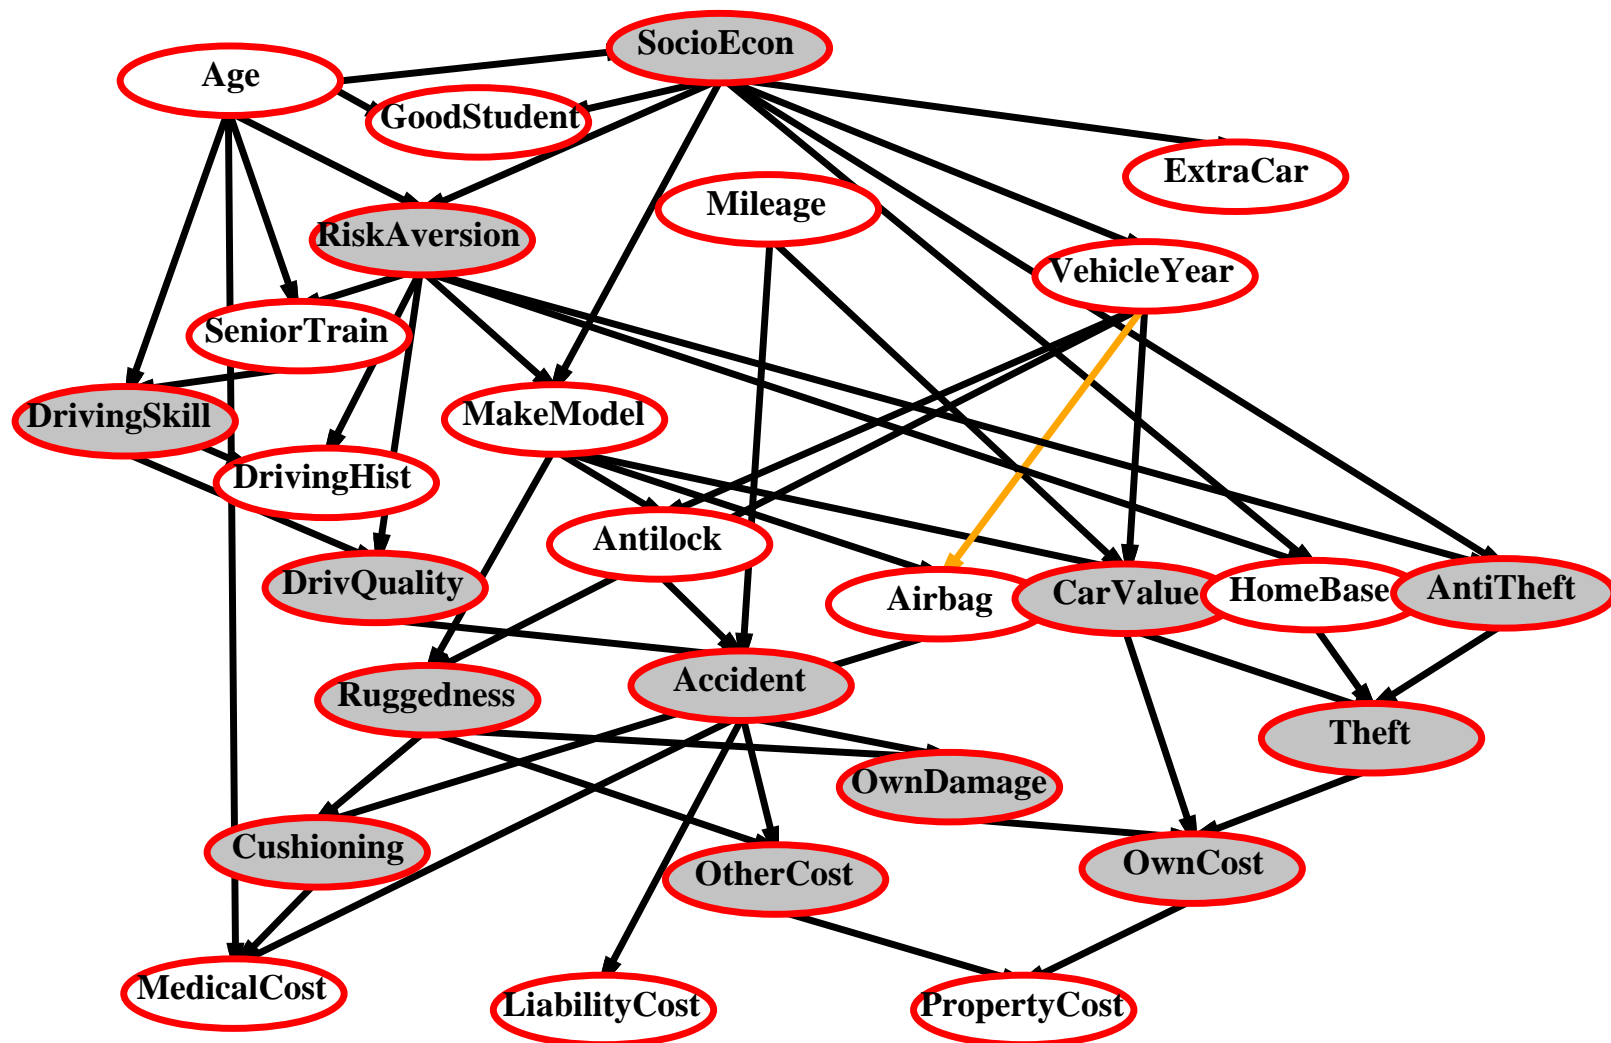 SocioEcon
Age
GoodStudent
ExtraCar
Mileage
RiskAversion
VehicleYear
SeniorTrain
DrivingSkill
MakeModel
DrivingHist
Antilock
DrivQuality
Airbag
CarValue
HomeBase
AntiTheft
Ruggedness
Accident
Theft
OwnDamage
Cushioning
OtherCost
OwnCost
MedicalCost
LiabilityCost
PropertyCost